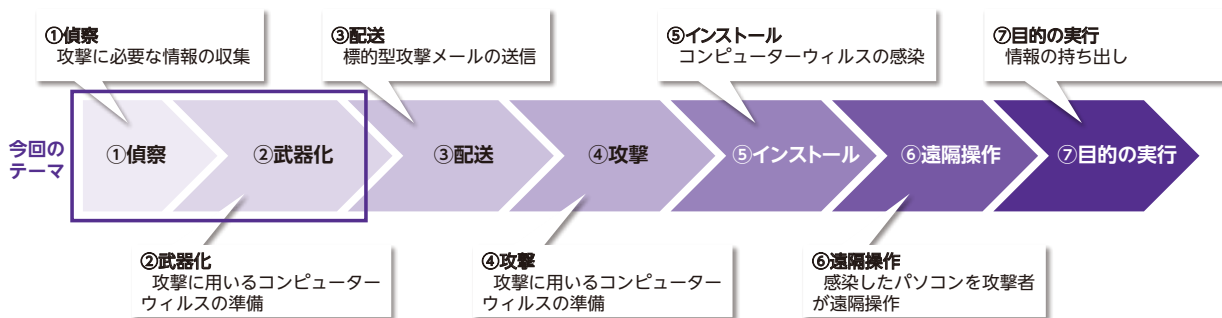 ①偵察
攻撃に必要な情報の収集
③配送
標的型攻撃メールの送信
⑤インストール
コンピューターウィルスの感染
⑦目的の実行
情報の持ち出し
今回の
テーマ
①偵察
②武器化
③配送
④攻撃
⑤インストール
⑥遠隔操作
⑦目的の実行
②武器化
攻撃に用いるコンピューター
ウィルスの準備
④攻撃
攻撃に用いるコンピューター
ウィルスの準備
⑥遠隔操作
感染したパソコンを攻撃者
が遠隔操作